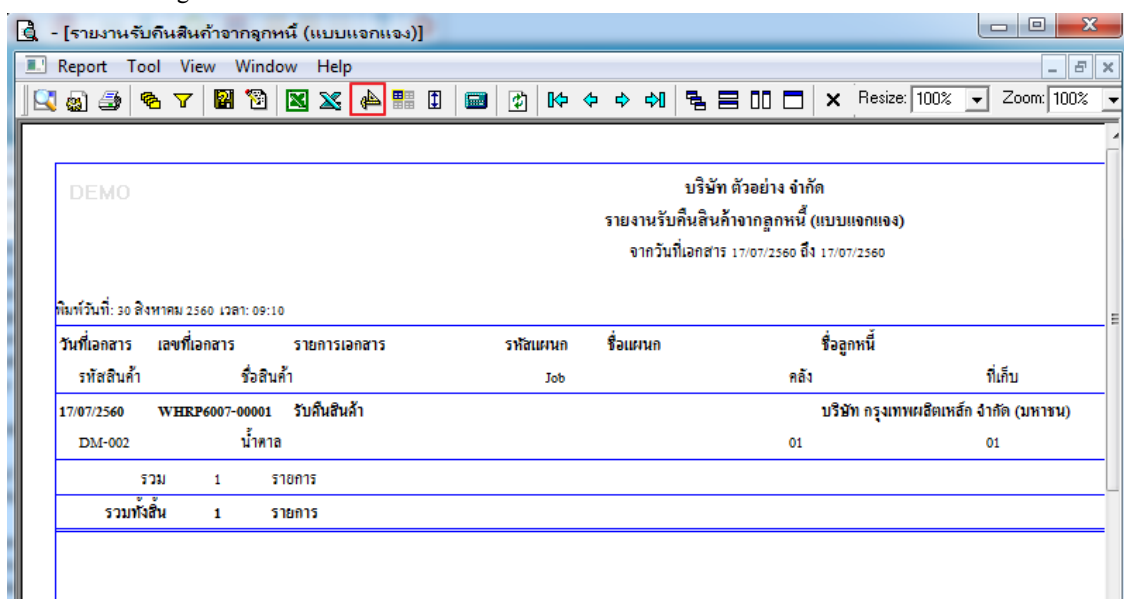 - [รายงานรับคืนสินค้าจากลูกหนี้ (แบบแจกแจง)]
Report Tool View Window Help
Resize: 100% Zoom: 100%
DEMO
บริษัท ตัวอย่าง จำกัด
รายงานรับคืนสินค้าจากลูกหนี้ (แบบแจกแจง)
จากวันที่เอกสาร 17/07/2560 ถึง 17/07/2560
พิมพ์วันที่: 30 สิงหาคม 2560 เวลา: 09:10
วันที่เอกสาร เลขที่เอกสาร รายการเอกสาร รหัสแผนก ชื่อแผนก ชื่อลูกหนี้
รหัสสินค้า ชื่อสินค้า Job คลัง ที่เก็บ
17/07/2560 WHRP6007-00001 รับคืนสินค้า บริษัท กรุงเทพผลิตเหล็ก จำกัด (มหาชน)
DM-002 น้ำตาล 01 01
รวม 1 รายการ
รวมทั้งสิ้น 1 รายการ